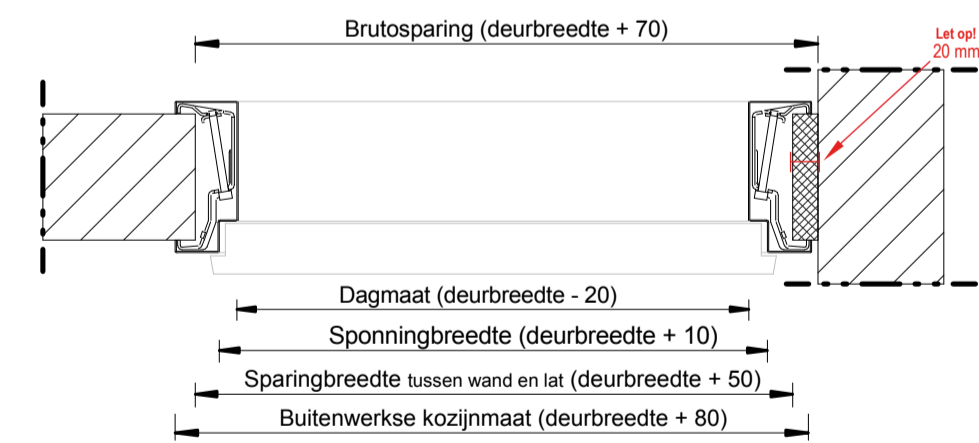 Brutosparing (deurbreedte + 70)
Let op!
20 mm
Dagmaat (deurbreedte - 20)
Sponningbreedte (deurbreedte + 10)
Sparingbreedte tussen wand en lat (deurbreedte + 50)
Buitenwerkse kozijnmaat (deurbreedte + 80)